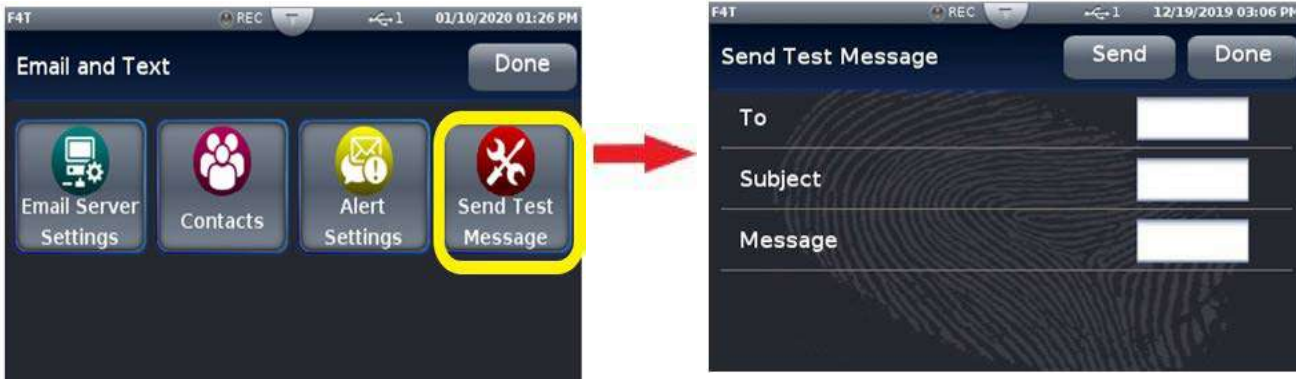 F4T REC 1 01/10/2020 01:26 PM
Email and Text Done
Email Server
Settings
Contacts
Alert
Settings
Send Test
Message
F4T REC 1 12/19/2019 03:06 PM
Send Test Message Send Done
To
Subject
Message